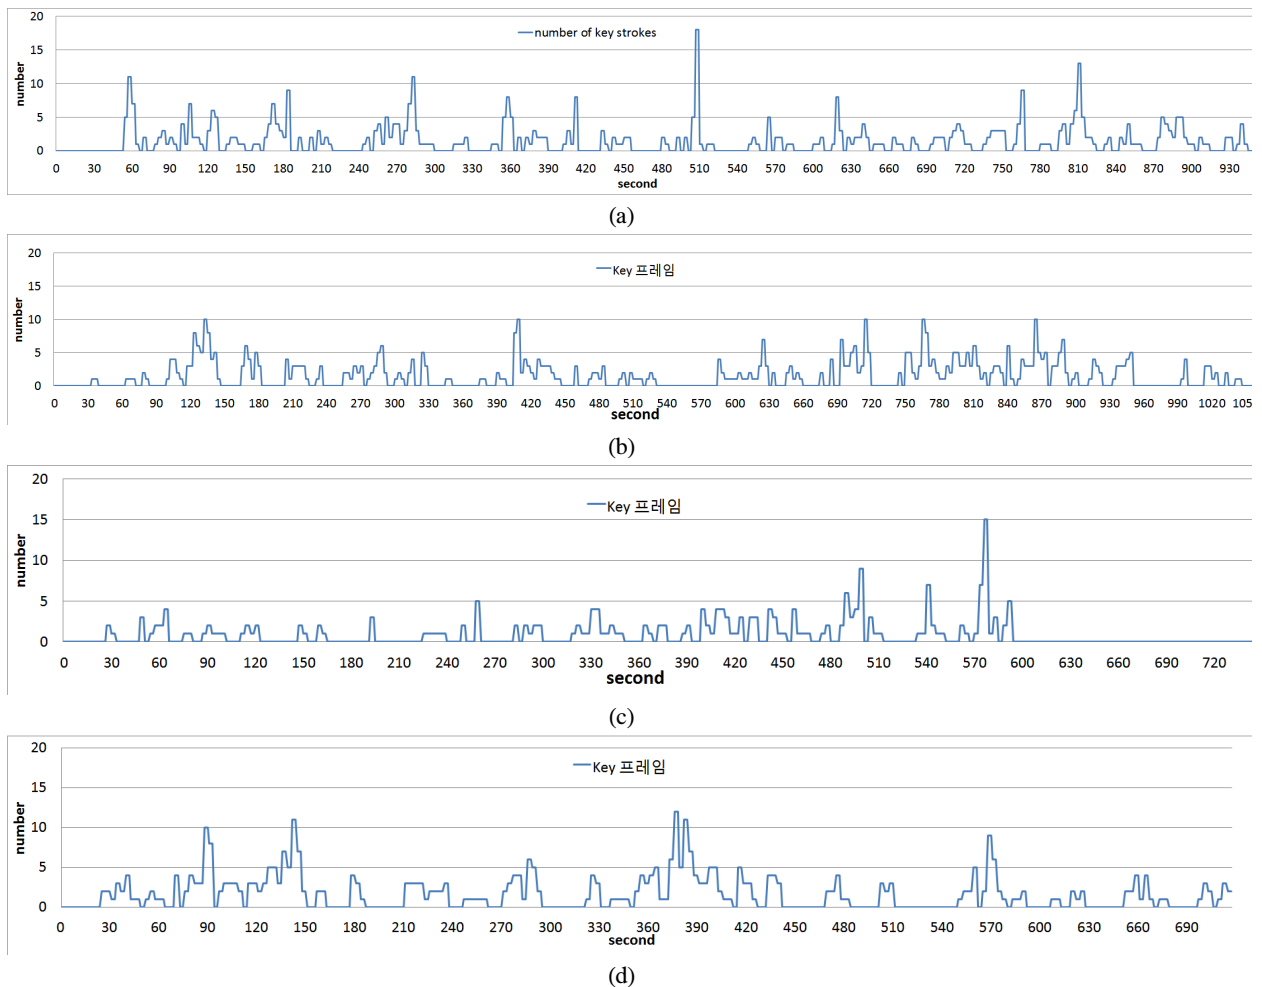 20
number of key strokes
15
10
5
0
number
0 30 60 90 120 150 180 210 240 270 300 330 360 390 420 450 480 510 540 570 600 630 660 690 720 750 780 810 840 870 900 930
second
(a)
20
Key 프레임
15
10
5
0
number
0 30 60 90 120 150 180 210 240 270 300 330 360 390 420 450 480 510 540 570 600 630 660 690 720 750 780 810 840 870 900 930 960 990 1020 105
second
(b)
20
Key 프레임
15
10
5
0
number
0 30 60 90 120 150 180 210 240 270 300 330 360 390 420 450 480 510 540 570 600 630 660 690 720
second
(c)
20
Key 프레임
15
10
5
0
number
0 30 60 90 120 150 180 210 240 270 300 330 360 390 420 450 480 510 540 570 600 630 660 690
second
(d)